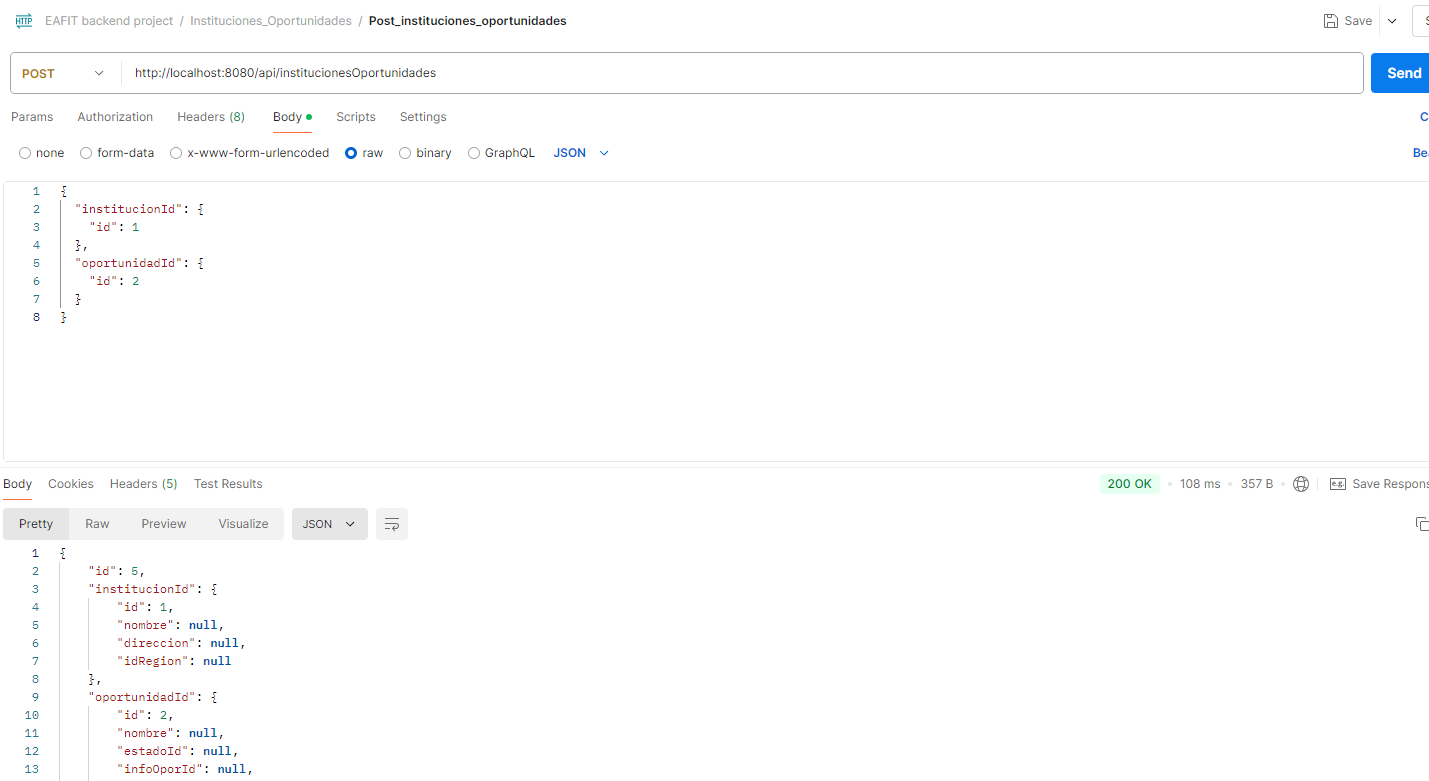 HTTP EAFIT backend project / Instituciones_Oportunidades / Post_instituciones_oportunidades Save S
POST http://localhost:8080/api/institucionesOportunidades Send
Params Authorization Headers (8) Body Scripts Settings C
none form-data x-www-form-urlencoded raw binary GraphQL JSON Be
1 {
2 "institucionId": {
3 "id": 1
4 },
5 "oportunidadId": {
6 "id": 2
7 }
8 }
Body Cookies Headers (5) Test Results 200 OK • 108 ms • 357 B • e.g. Save Respons
Pretty Raw Preview Visualize JSON
1 {
2 "id": 5,
3 "institucionId": {
4 "id": 1,
5 "nombre": null,
6 "direccion": null,
7 "idRegion": null
8 },
9 "oportunidadId": {
10 "id": 2,
11 "nombre": null,
12 "estadoId": null,
13 "infoOporId": null,